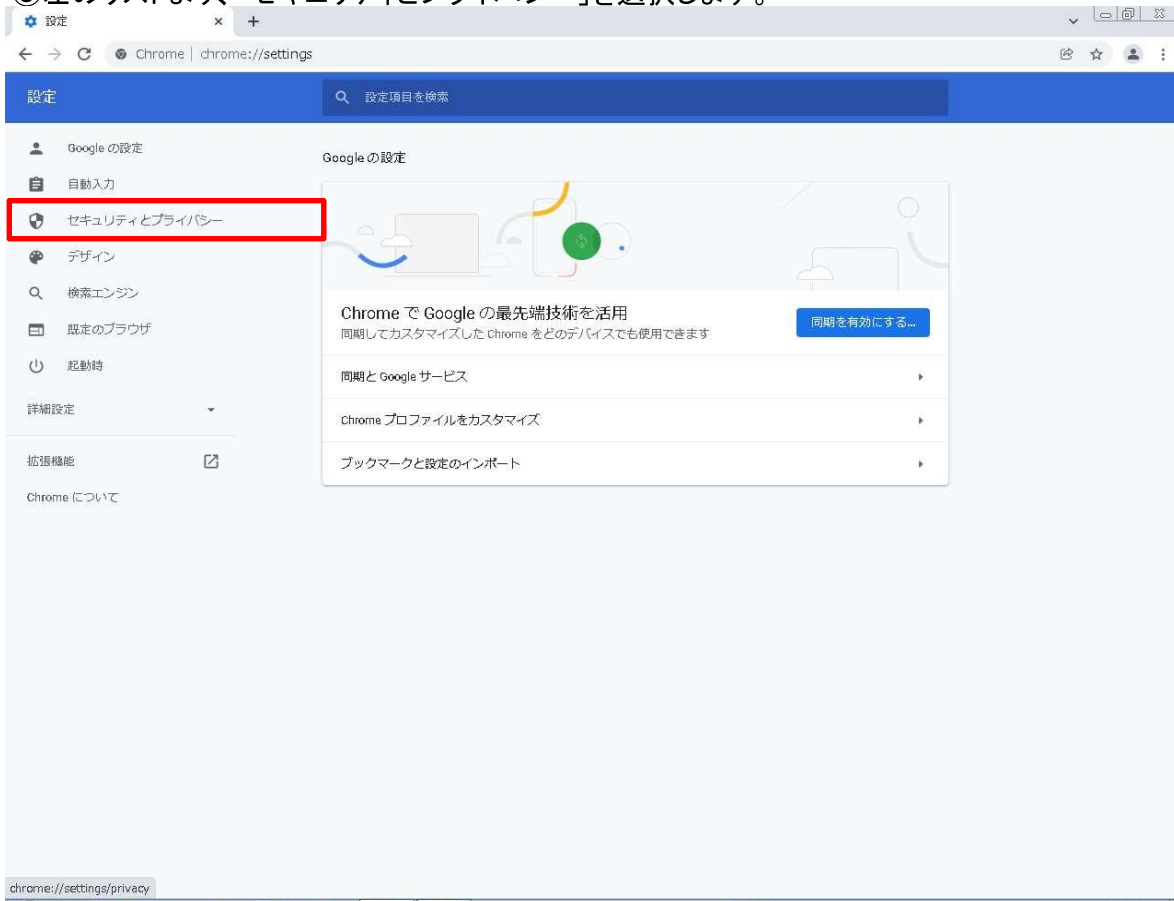 左のリストより、「セキュリティとプライバシー」を選択します。
設定
Chrome | chrome://settings
設定
設定項目を検索
Google の設定
自動入力
セキュリティとプライバシー
デザイン
検索エンジン
既定のブラウザ
起動時
詳細設定
拡張機能
Chrome について
Google の設定
Chrome で Google の最先端技術を活用
同期してカスタマイズした Chrome をどのデバイスでも使用できます
同期を有効にする...
同期と Google サービス
Chrome プロファイルをカスタマイズ
ブックマークと設定のインポート
chrome://settings/privacy